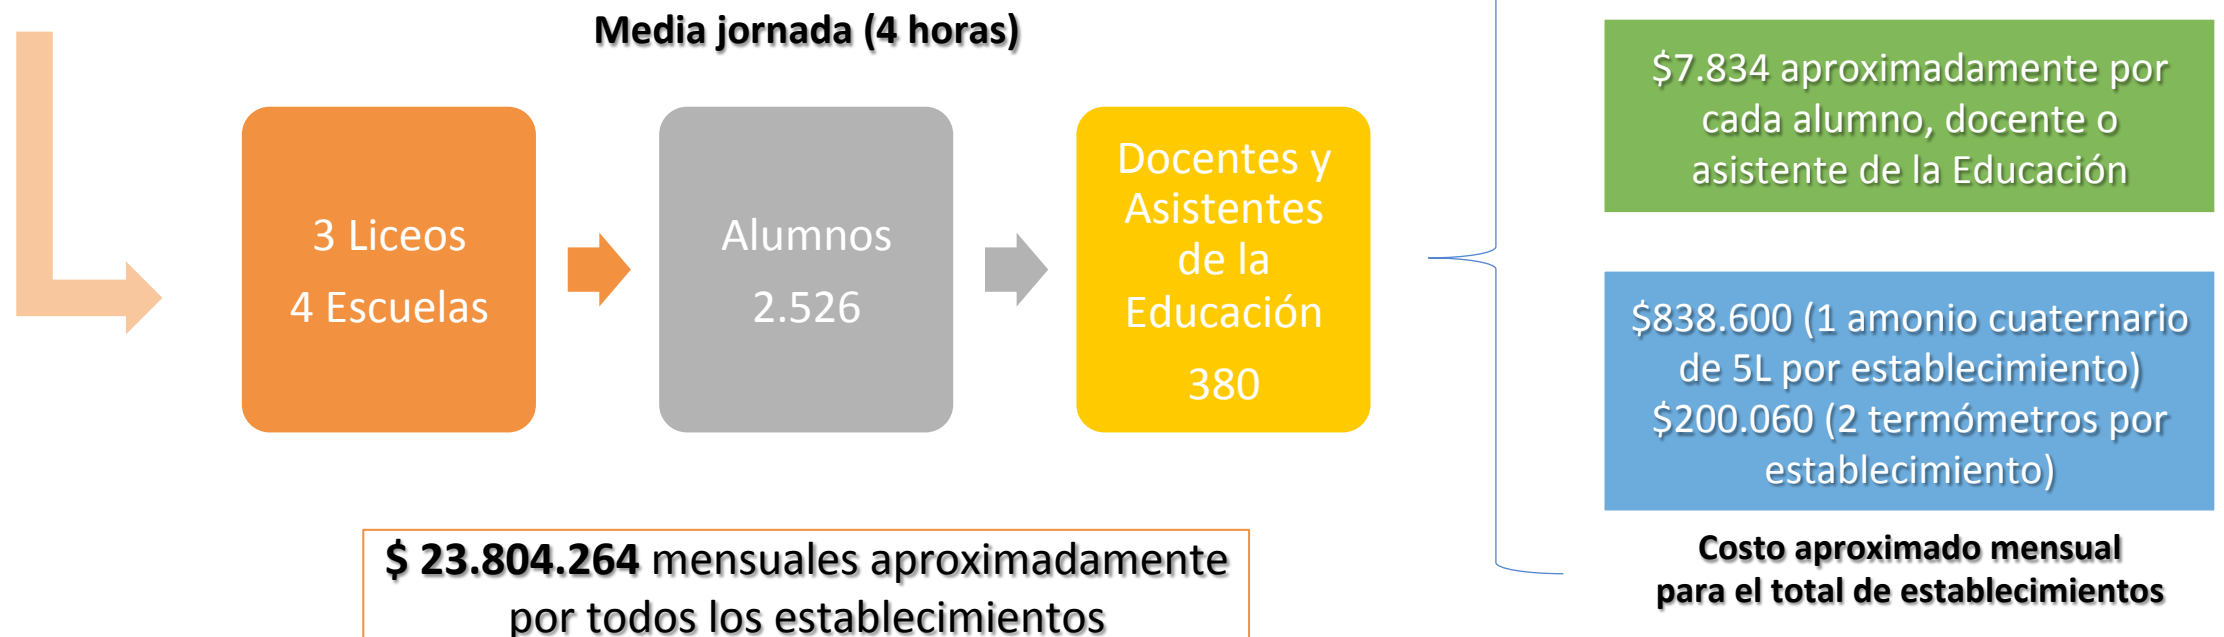 Media jornada (4 horas)
3 Liceos
4 Escuelas
Alumnos
2.526
Docentes y
Asistentes
de la
Educación
380
$7.834 aproximadamente por
cada alumno, docente o
asistente de la Educación
$838.600 (1 amonio cuaternario
de 5L por establecimiento)
$200.060 (2 termómetros por
establecimiento)
Costo aproximado mensual
para el total de establecimientos
$ 23.804.264 mensuales aproximadamente
por todos los establecimientos